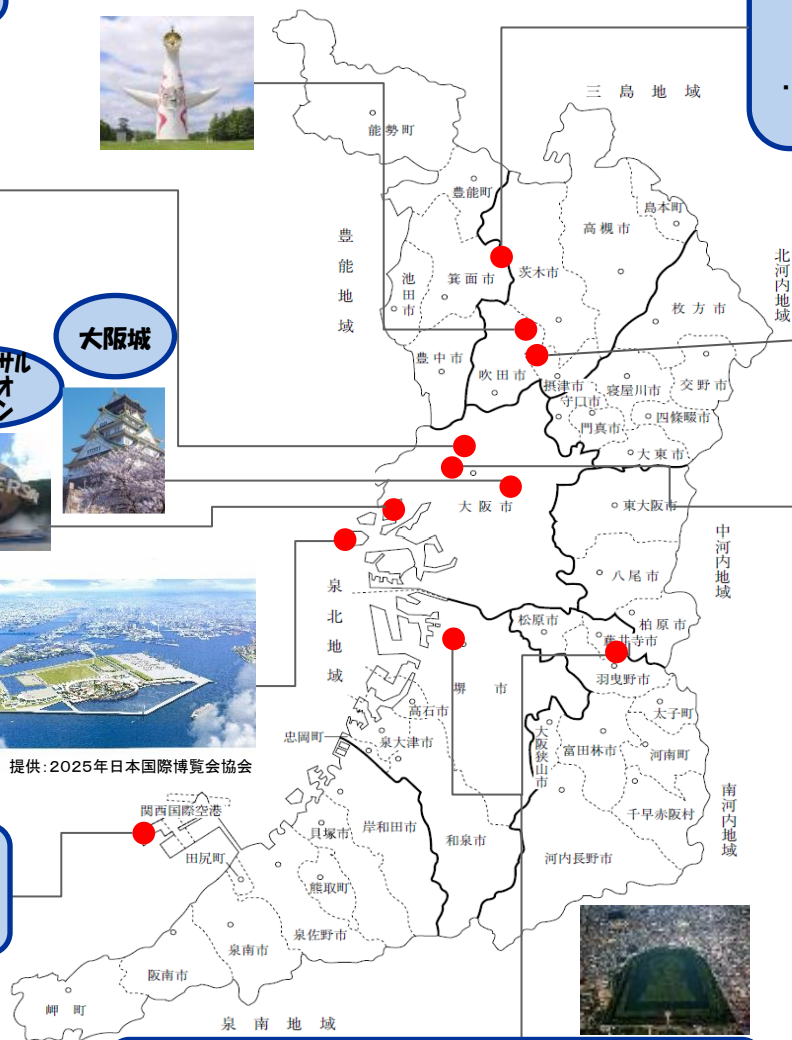 三島地域
能勢町
豊能町
島本町
高槻市
豊能地域
池田市
箕面市
茨木市
北河内地域
枚方市
大阪城
豊中市
吹田市
摂津市
寝屋川市
交野市
守口市
門真市
四條畷市
大東市
サル
オ
ン
大阪市
東大阪市
中河内地域
八尾市
泉北地域
松原市
柏原市
藤井寺市
羽曳野市
堺市
高石市
太子町
忠岡町
泉大津市
大阪狭山市
富田林市
河南町
提供：2025年日本国際博覧会協会
関西国際空港
千早赤阪村
南河内地域
貝塚市
岸和田市
和泉市
田尻町
河内長野市
熊取町
泉佐野市
泉南市
阪南市
岬町
泉南地域